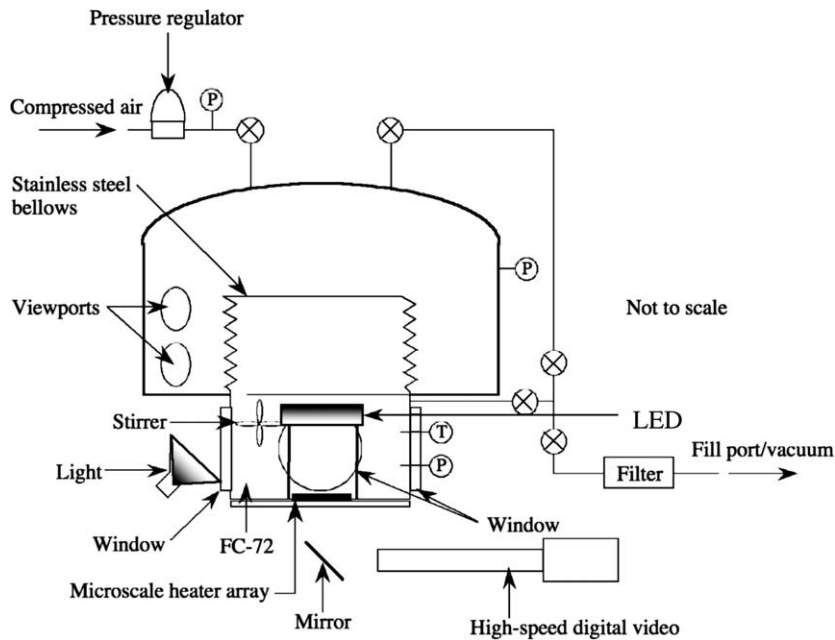 Pressure regulator
Compressed air
P
Stainless steel
bellows
P
Viewports
Not to scale
Stirrer
LED
T
Light
P
Filter
Fill port/vacuum
Window
FC-72
Window
Microscale heater array
Mirror
High-speed digital video